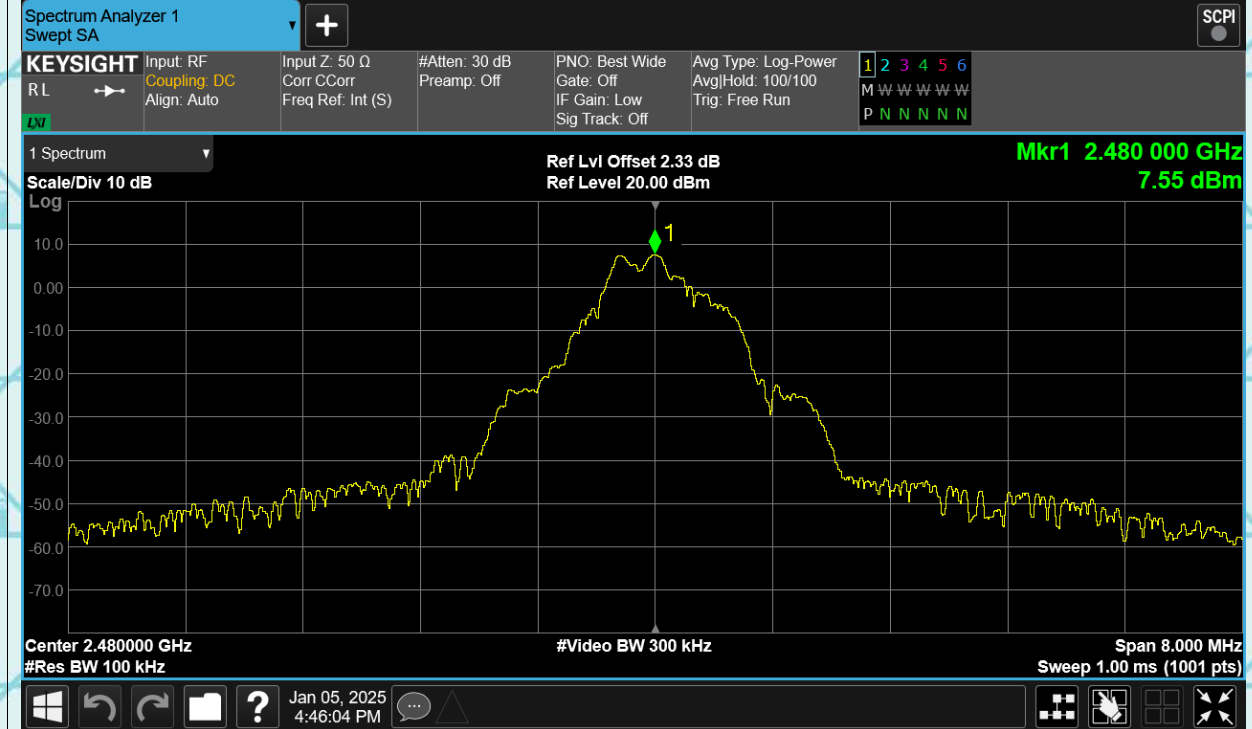 Spectrum Analyzer 1
Swept SA
+
SCPI
KEYSIGHT
R L
LXI
Input: RF
Coupling: DC
Align: Auto
Input Z: 50 Ω
Corr CCorr
Freq Ref: Int (S)
#Atten: 30 dB
Preamp: Off
PNO: Best Wide
Gate: Off
IF Gain: Low
Sig Track: Off
Avg Type: Log-Power
Avg|Hold: 100/100
Trig: Free Run
1 2 3 4 5 6
M W W W W W
P N N N N N
1 Spectrum
Scale/Div 10 dB
Log
Ref Lvl Offset 2.33 dB
Ref Level 20.00 dBm
Mkr1 2.480 000 GHz
7.55 dBm
1
10.0
0.00
-10.0
-20.0
-30.0
-40.0
-50.0
-60.0
-70.0
Center 2.480000 GHz
#Res BW 100 kHz
#Video BW 300 kHz
Span 8.000 MHz
Sweep 1.00 ms (1001 pts)
?
Jan 05, 2025
4:46:04 PM